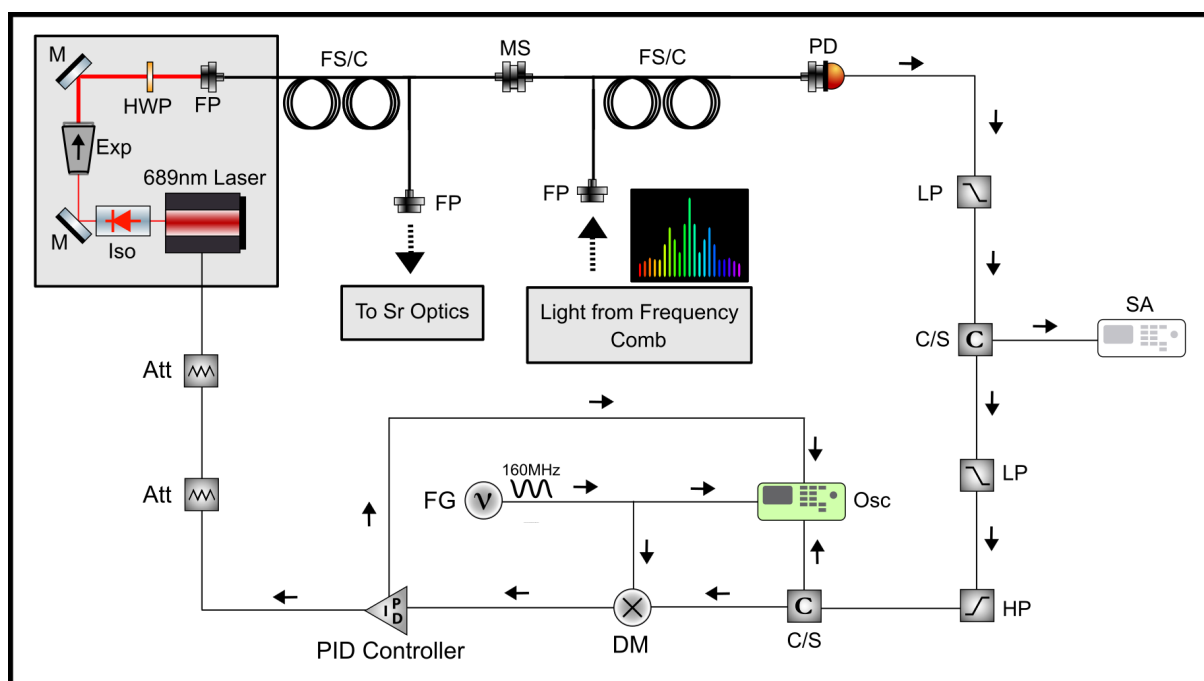 M
FS/C
MS
FS/C
PD
HWP
FP
Exp
689nm Laser
LP
FP
FP
M
Iso
To Sr Optics
Light from Frequency
Comb
SA
C/S
C
Att
160MHz
LP
Att
FG
ν
Osc
I
P
D
C
HP
PID Controller
DM
C/S